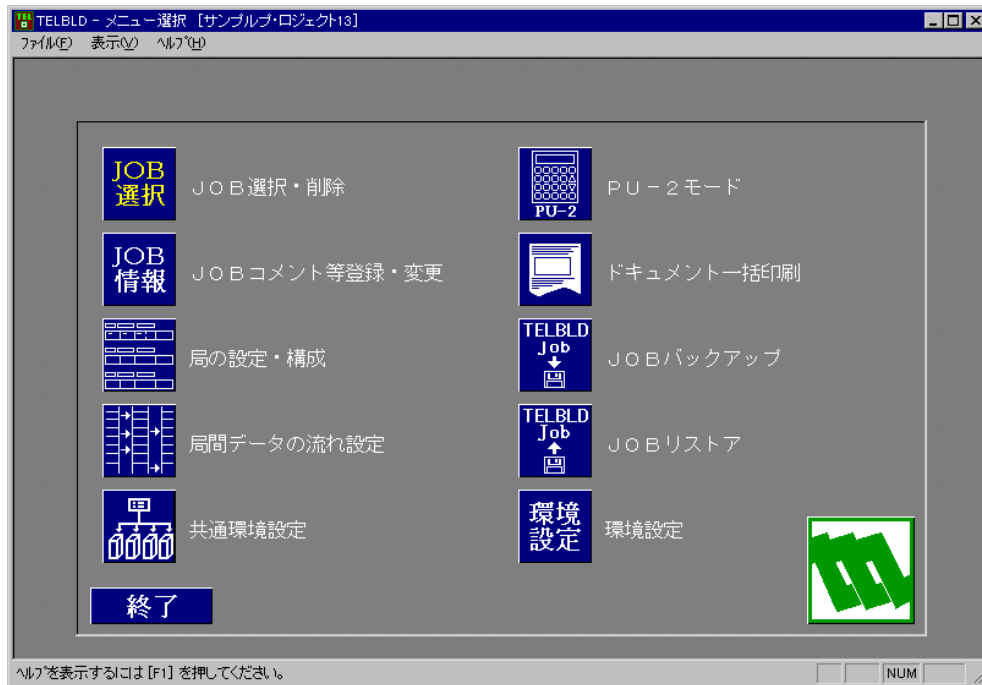 TEL TELBLD - メニュー選択 [サンプルプ・ロジェクト13]
ファイル(F) 表示(V) ヘルプ(H)
JOB
選択
JOB選択・削除
PU-2
PU-2モード
JOB
情報
JOBコメント等登録・変更
ドキュメント一括印刷
局の設定・構成
TELBLD
Job
JOBバックアップ
局間データの流れ設定
TELBLD
Job
JOBリストア
共通環境設定
環境
設定
環境設定
終了
ヘルプを表示するには [F1] を押してください。
NUM